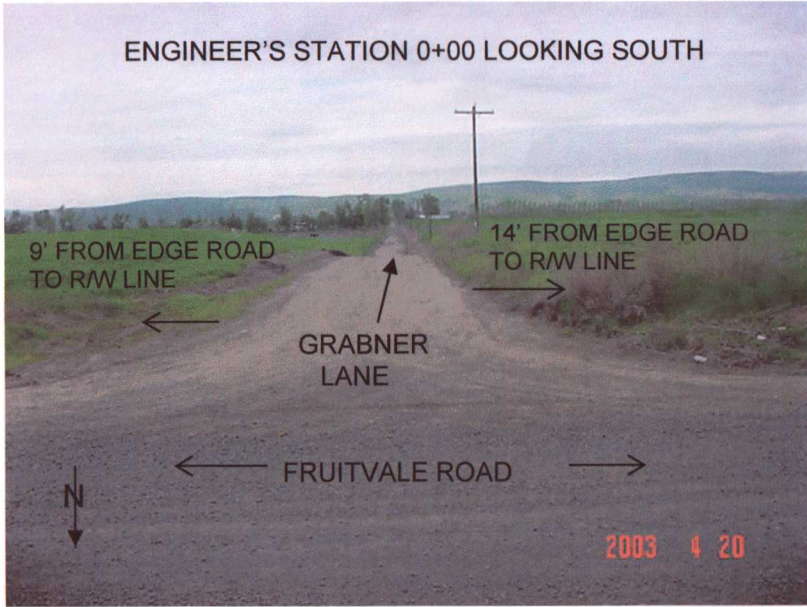 ENGINEER'S STATION 0+00 LOOKING SOUTH
9' FROM EDGE ROAD
TO R/W LINE
14' FROM EDGE ROAD
TO R/W LINE
GRABNER
LANE
FRUITVALE ROAD
N
2003 4 20